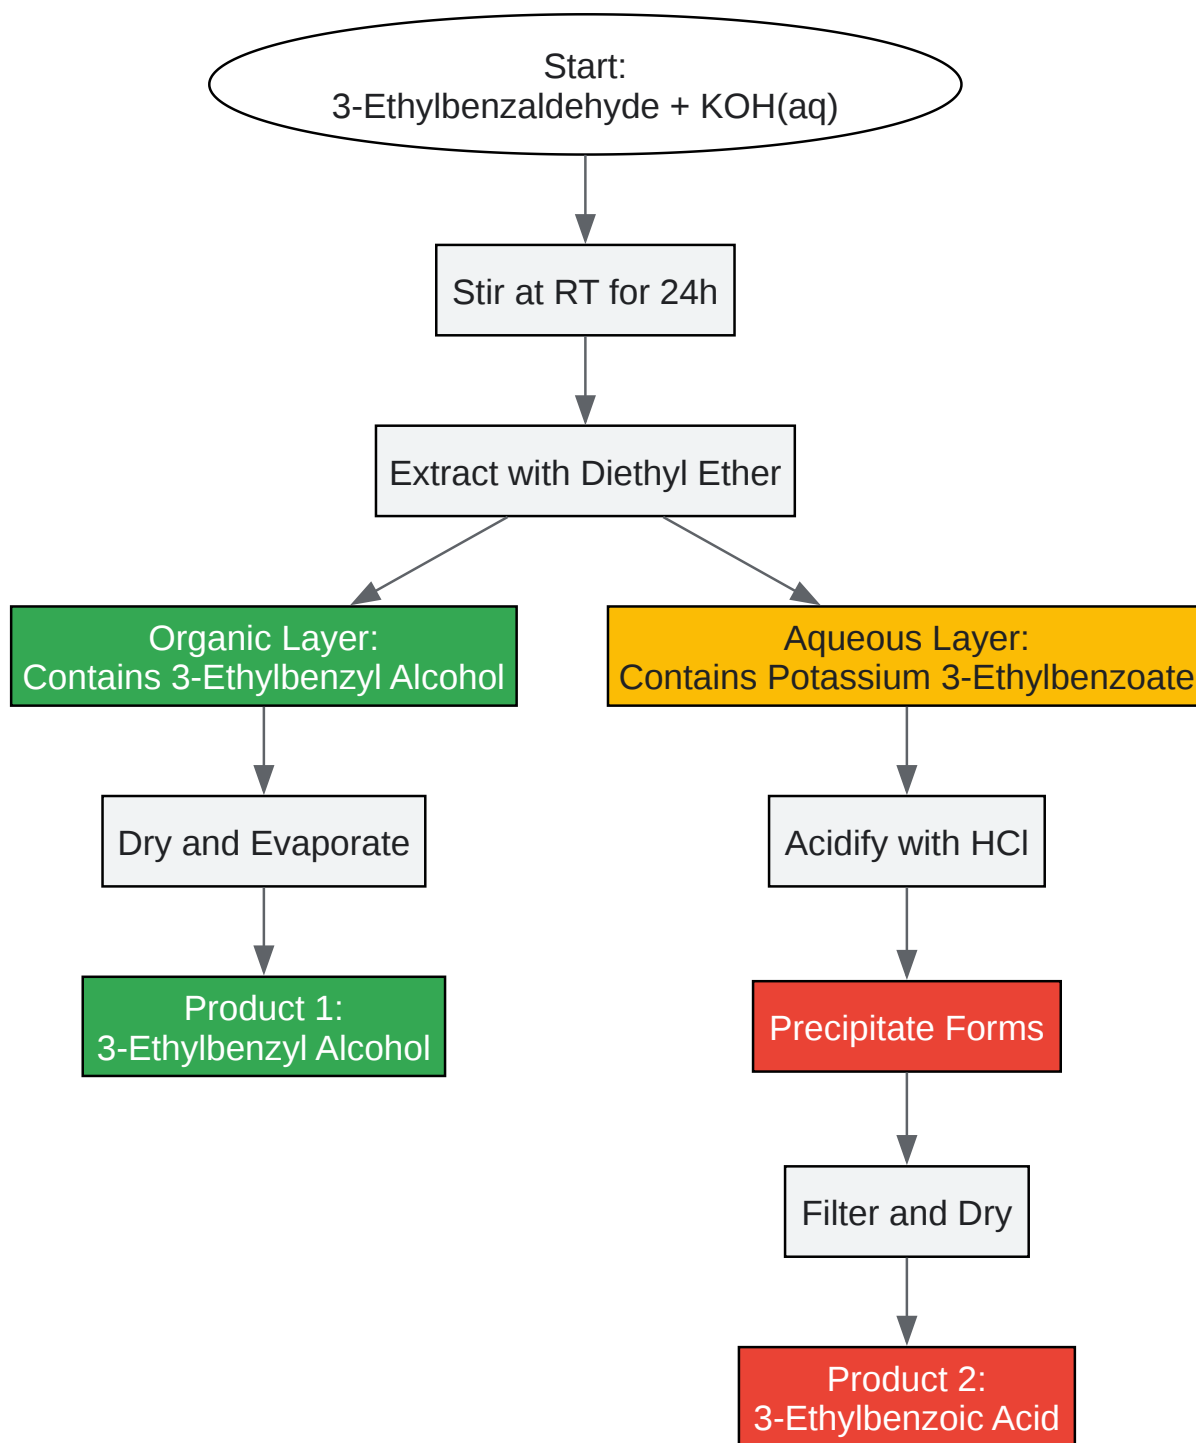 Start:
3-Ethylbenzaldehyde + KOH(aq)
Stir at RT for 24h
Extract with Diethyl Ether
Organic Layer:
Contains 3-Ethylbenzyl Alcohol
Aqueous Layer:
Contains Potassium 3-Ethylbenzoate
Dry and Evaporate
Acidify with HCl
Product 1:
3-Ethylbenzyl Alcohol
Precipitate Forms
Filter and Dry
Product 2:
3-Ethylbenzoic Acid